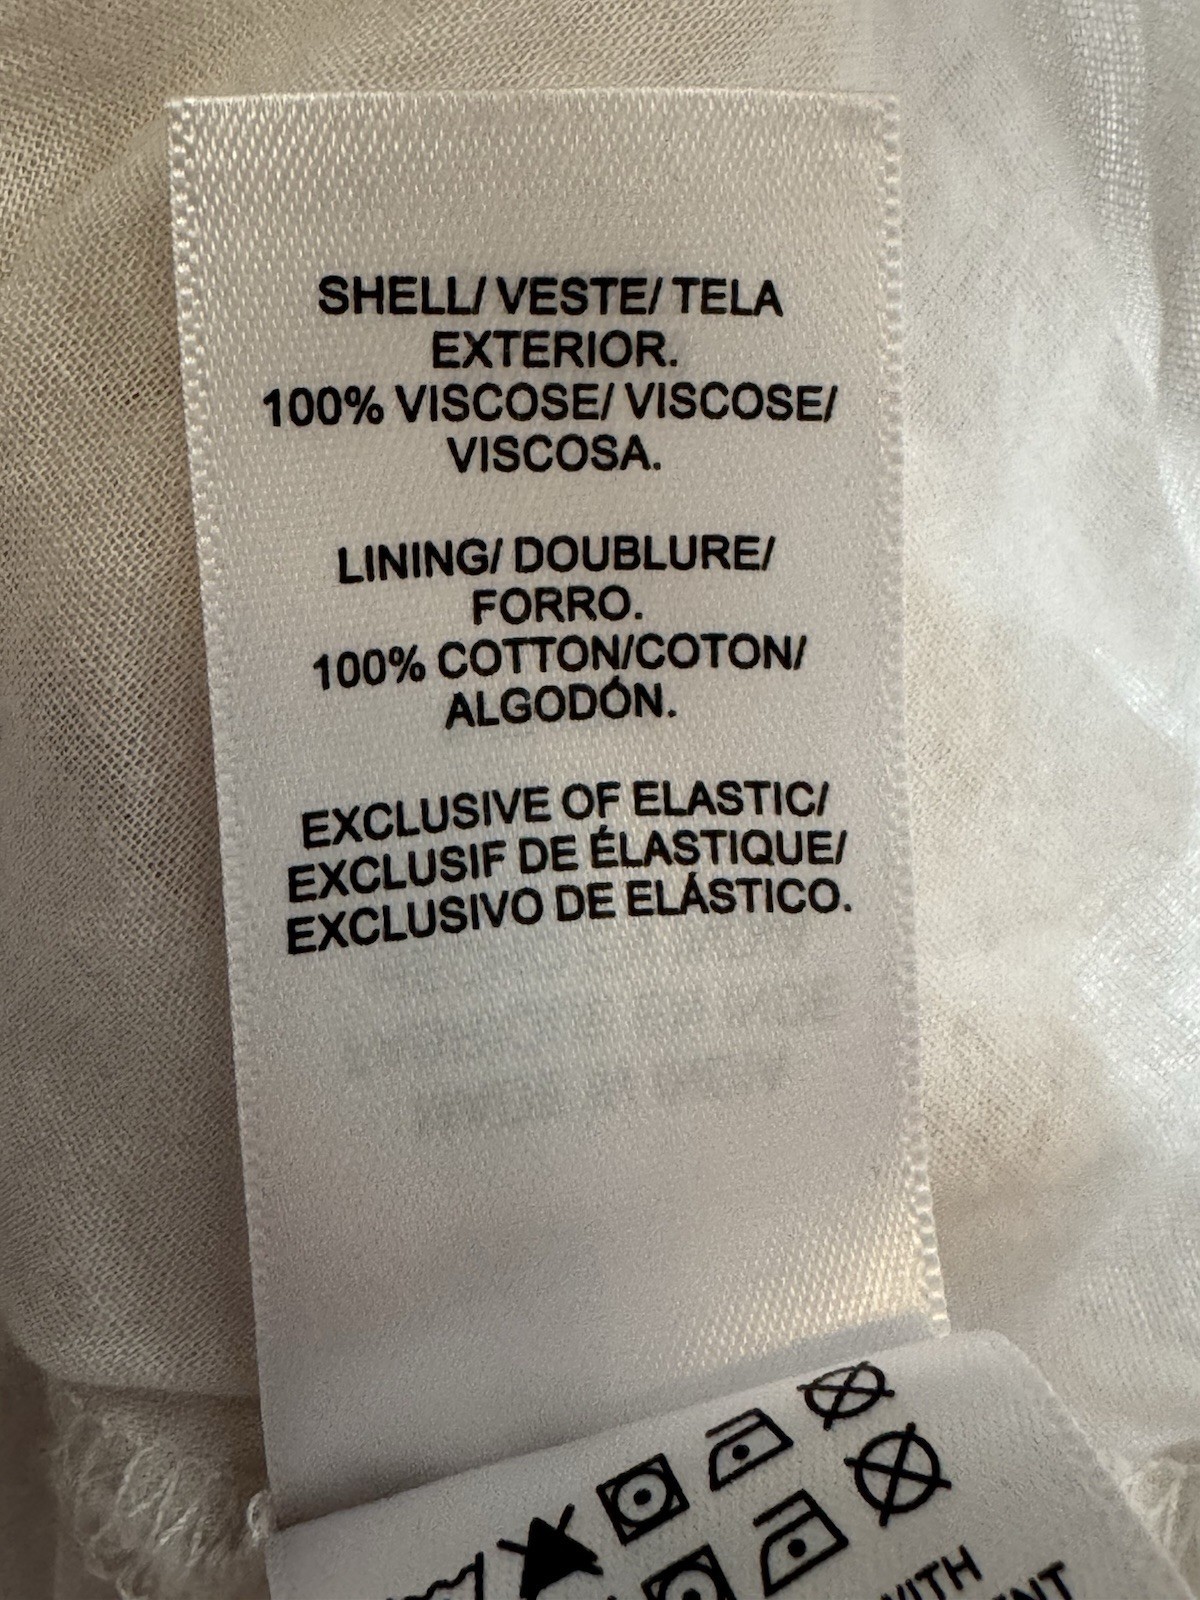 SHELL/ VESTE/ TELA
EXTERIOR.
100% VISCOSE/ VISCOSE/
VISCOSA.
LINING/ DOUBLURE/
FORRO.
100% COTTON/COTON/
ALGODÓN.
EXCLUSIVE OF ELASTIC/
EXCLUSIF DE ÉLASTIQUE/
EXCLUSIVO DE ELÁSTICO.
WITH